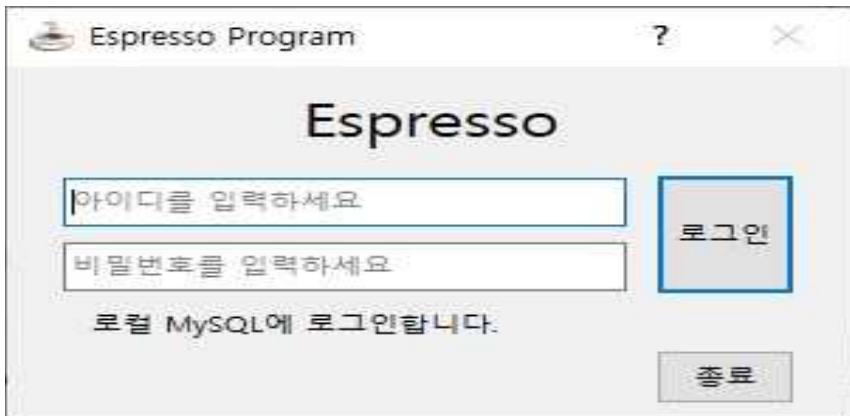 Espresso Program ?
Espresso
아이디를 입력하세요
로그인
비밀번호를 입력하세요
로컬 MySQL에 로그인합니다.
종료